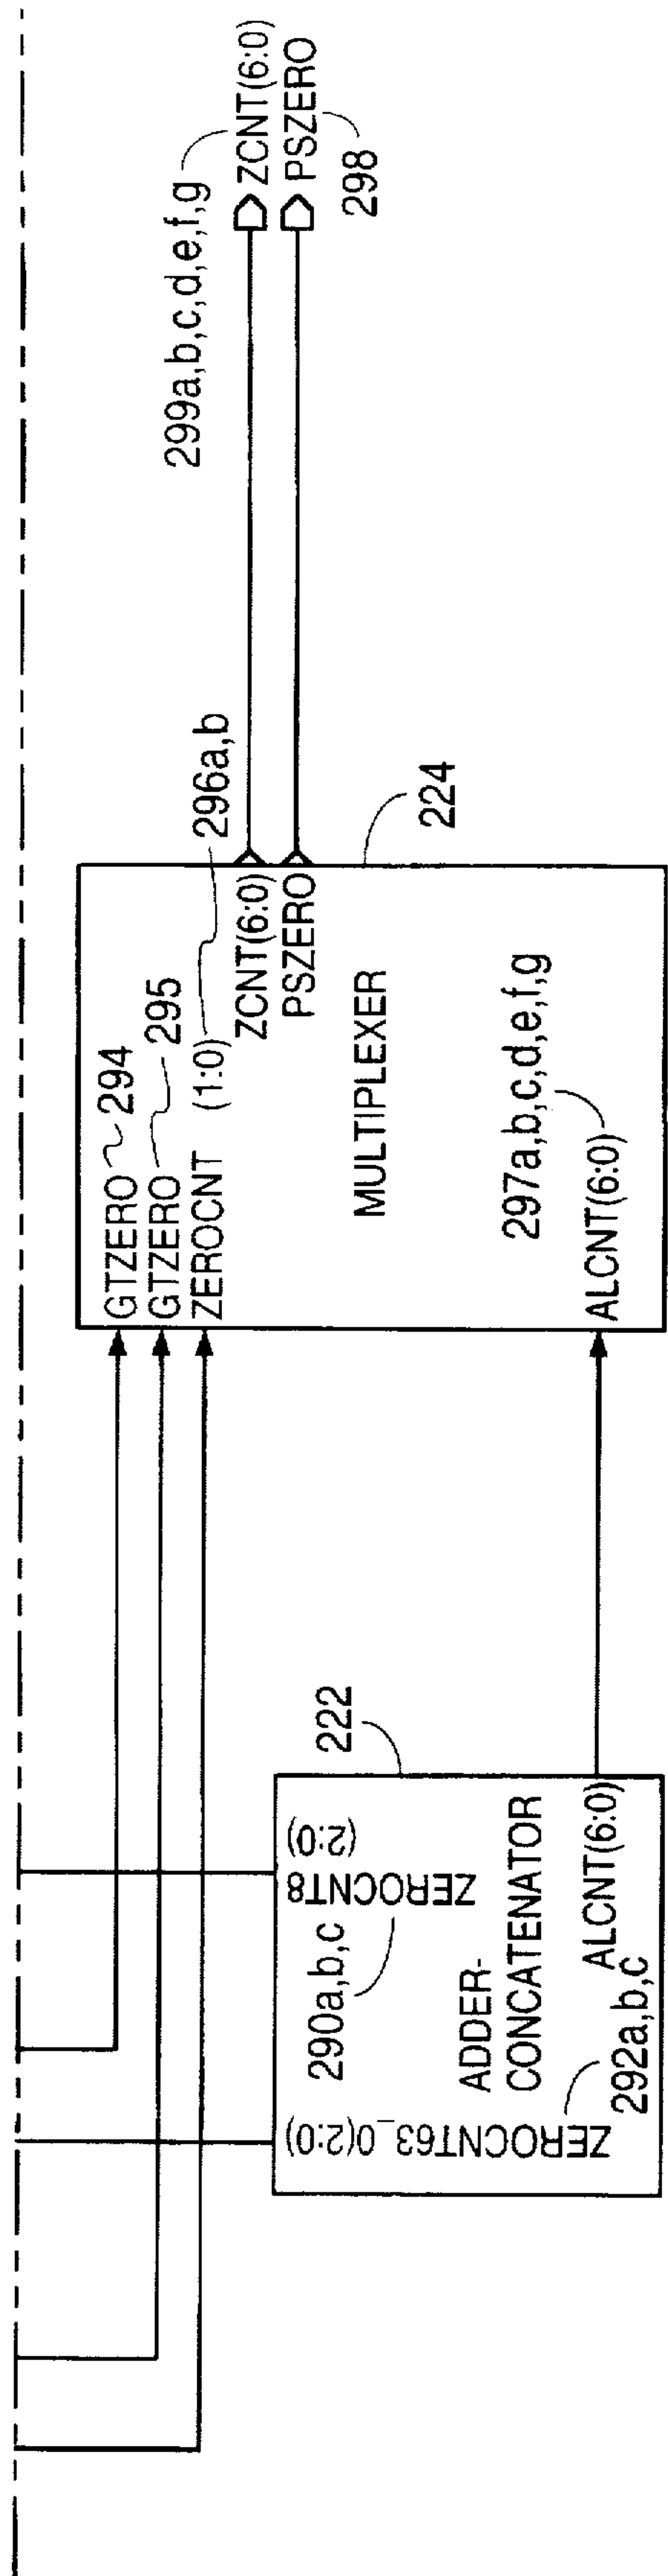 299a,b,c,d,e,f,g
ZCNT(6:0)
PSZERO
298
GTZERO 294
GTZERO 295
ZEROCNT (1:0) 296a,b
ZCNT(6:0)
PSZERO
MULTIPLEXER
224
297a,b,c,d,e,f,g
ALCNT(6:0)
222
ZEROCNT8 (2:0)
290a,b,c
ADDER-
CONCATENATOR
ALCNT(6:0)
ZEROCNT63_0(2:0)
292a,b,c